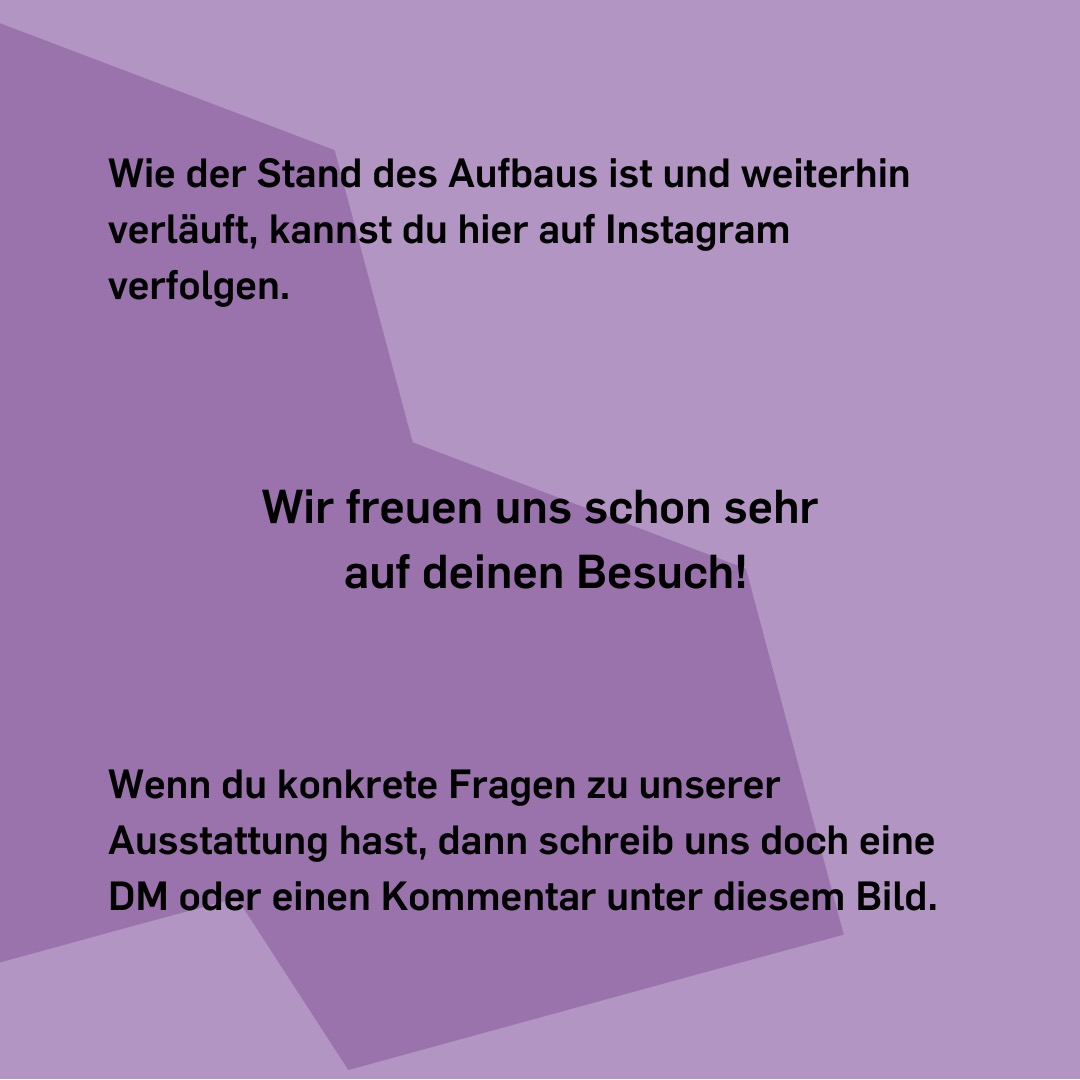 Wie der Stand des Aufbaus ist und weiterhin
verläuft, kannst du hier auf Instagram
verfolgen.
Wir freuen uns schon sehr
auf deinen Besuch!
Wenn du konkrete Fragen zu unserer
Ausstattung hast, dann schreib uns doch eine
DM oder einen Kommentar unter diesem Bild.